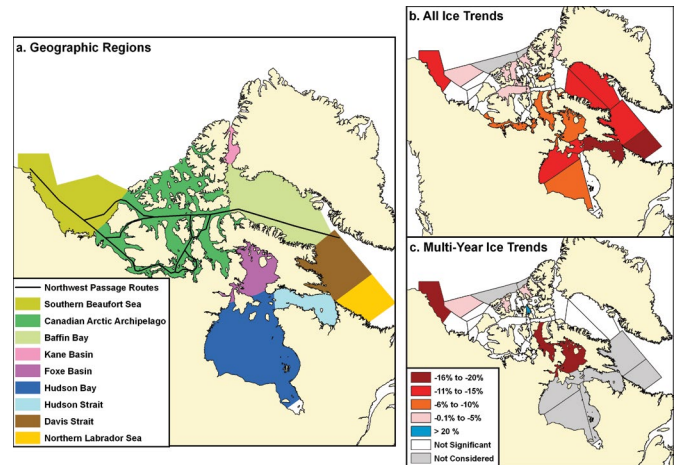 a. Geographic Regions
Northwest Passage Routes
Southern Beaufort Sea
Canadian Arctic Archipelago
Baffin Bay
Kane Basin
Foxe Basin
Hudson Bay
Hudson Strait
Davis Strait
Northern Labrador Sea
b. All Ice Trends
c. Multi-Year Ice Trends
-16% to -20%
-11% to -15%
-6% to -10%
-0.1% to -5%
> 20 %
Not Significant
Not Considered